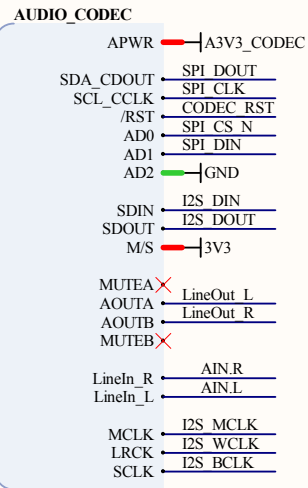 AUDIO_CODEC
APWR A3V3_CODEC
SDA_CDOUT SPI_DOUT
SCL_CCLK SPI_CLK
/RST CODEC_RST
AD0 SPI_CS_N
AD1 SPI_DIN
AD2 GND
SDIN I2S_DIN
SDOUT I2S_DOUT
M/S 3V3
MUTEA
AOUTA LineOut_L
AOUTB LineOut_R
MUTEB
LineIn_R AIN.R
LineIn_L AIN.L
MCLK I2S_MCLK
LRCK I2S_WCLK
SCLK I2S_BCLK